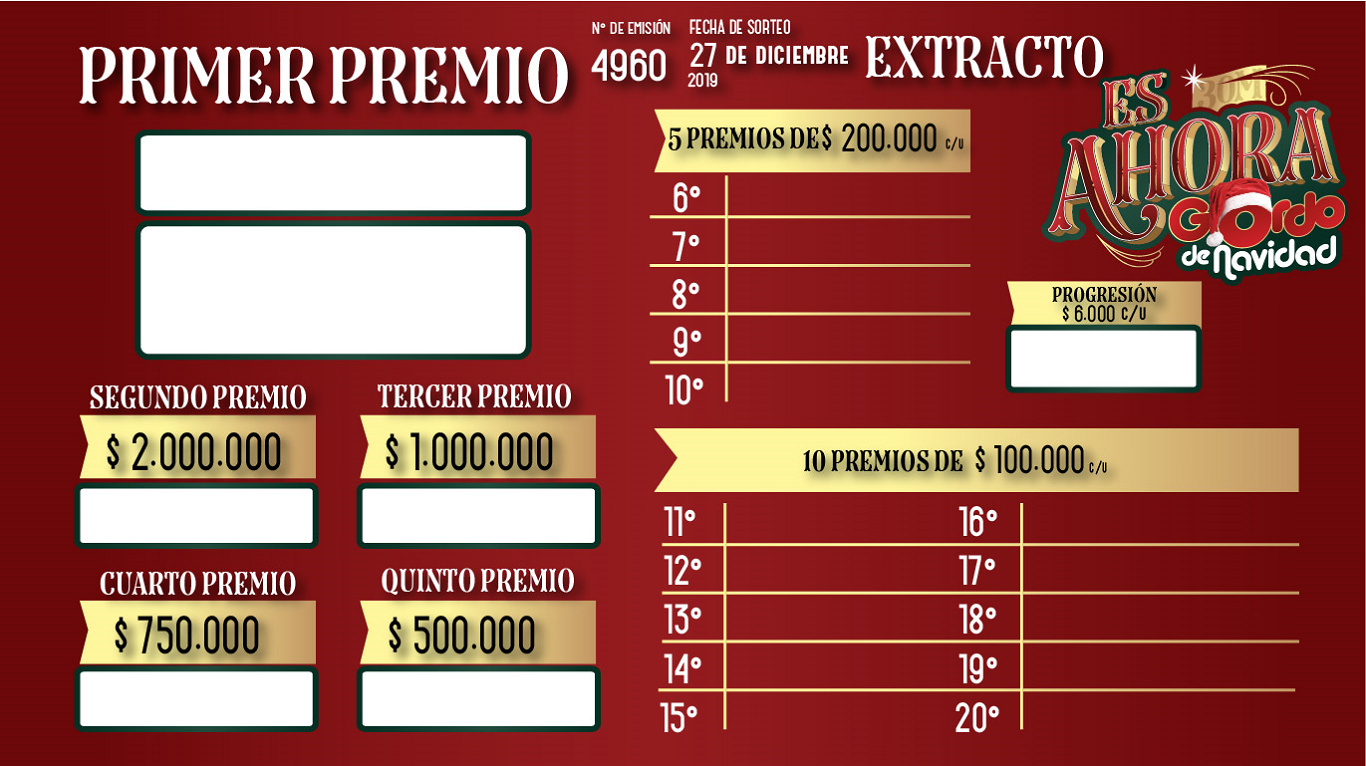 PRIMER PREMIO
N° DE EMISIÓN
4960
FECHA DE SORTEO
27 DE DICIEMBRE
2019
EXTRACTO
30M
ES
AHORA
GORDO
de Navidad
SEGUNDO PREMIO
$ 2.000.000
TERCER PREMIO
$ 1.000.000
CUARTO PREMIO
$ 750.000
QUINTO PREMIO
$ 500.000
5 PREMIOS DE $ 200.000 C/U
6°
7°
8°
9°
10°
PROGRESIÓN
$ 6.000 C/U
10 PREMIOS DE $ 100.000 C/U
11°
12°
13°
14°
15°
16°
17°
18°
19°
20°